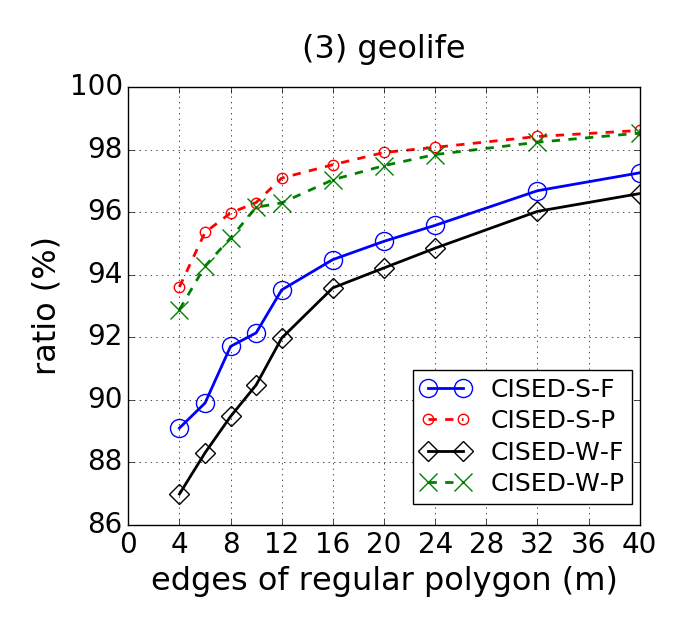 (3) geolife
100
98
96
94
92
90
88
86
ratio (%)
CISED-S-F
CISED-S-P
CISED-W-F
CISED-W-P
0 4 8 12 16 20 24 28 32 36 40
edges of regular polygon (m)